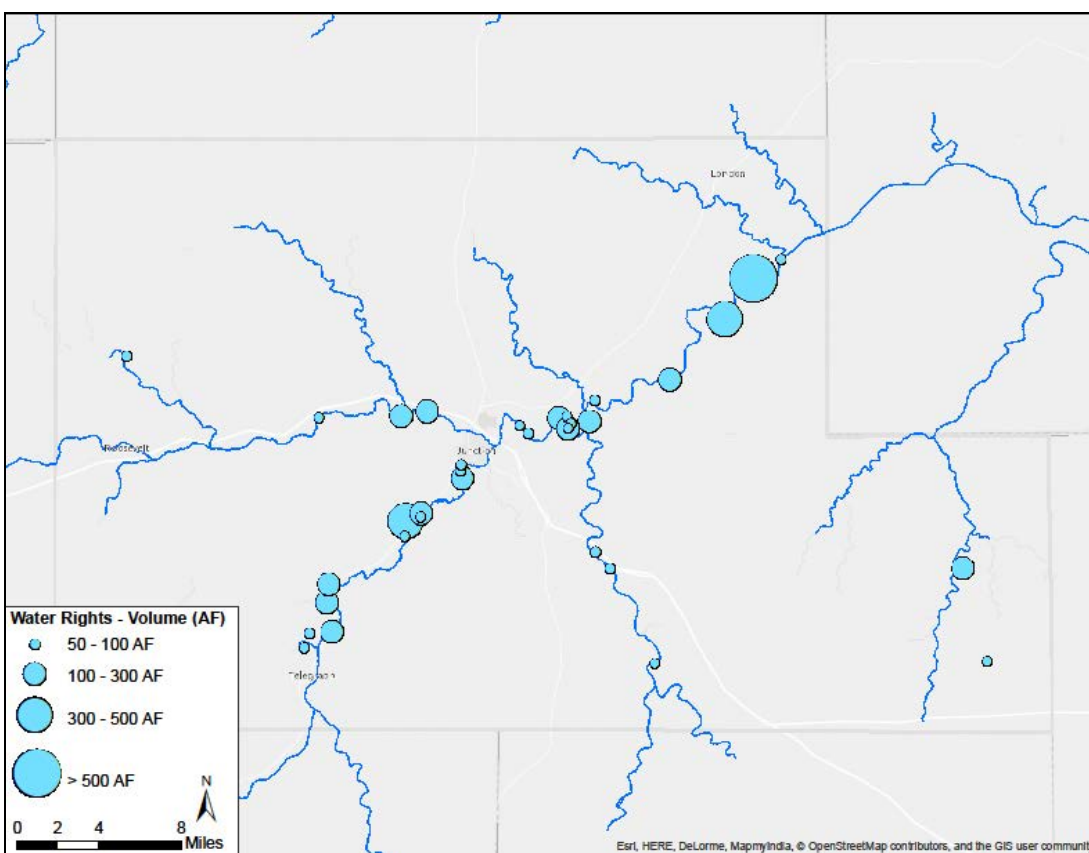 London
Roosevelt
Junction
Telegraph
Water Rights - Volume (AF)
50 - 100 AF
100 - 300 AF
300 - 500 AF
> 500 AF
N
0 2 4 8
Miles
Esri, HERE, DeLorme, MapmyIndia, © OpenStreetMap contributors, and the GIS user communi